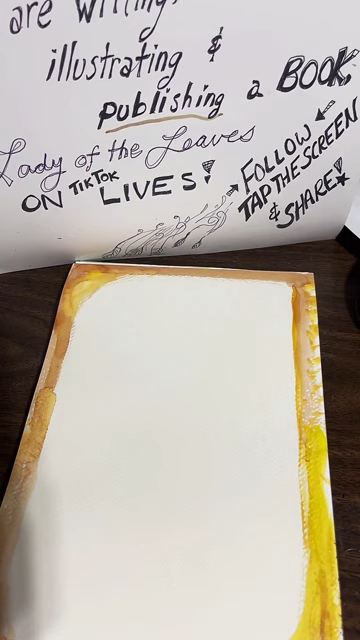 are writing,
illustrating &
publishing a BOOK
Lady of the Leaves
ON TikTok LIVES!
FOLLOW
TAP THE SCREEN
& SHARE!